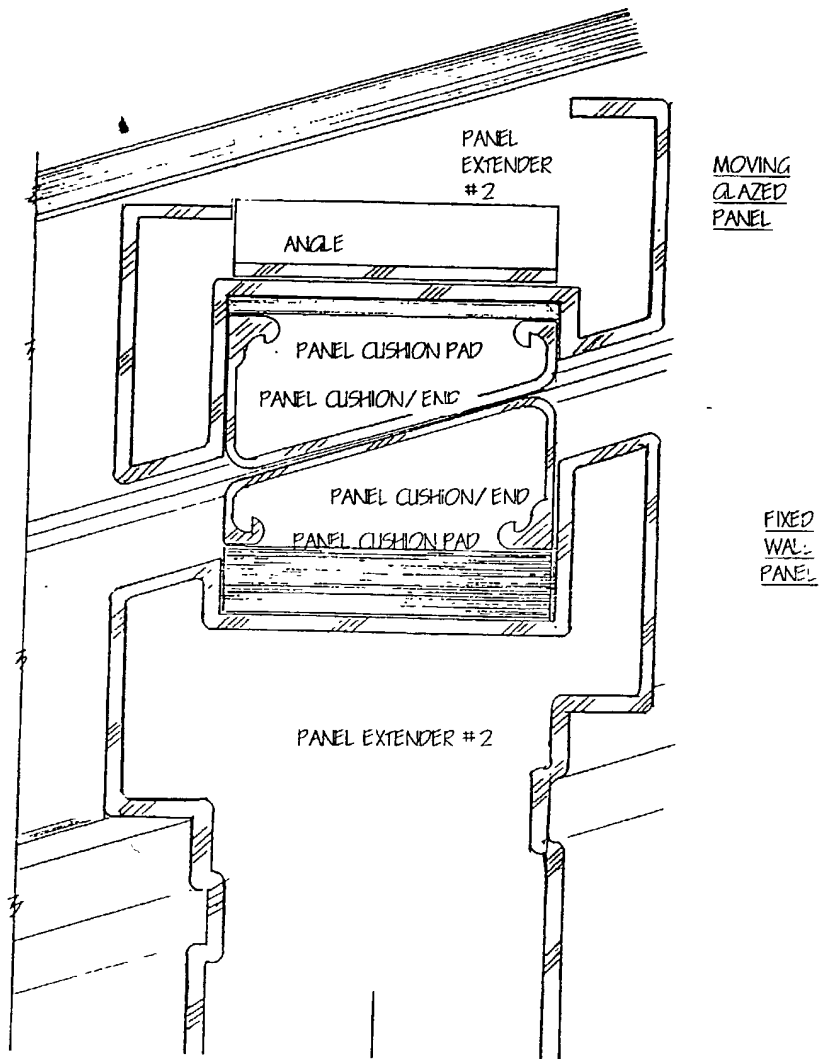 PANEL
EXTENDER
#2
MOVING
GLAZED
PANEL
ANGLE
PANEL CUSHION PAD
PANEL CUSHION/END
PANEL CUSHION/END
PANEL CUSHION PAD
FIXED
WALL
PANEL
PANEL EXTENDER #2